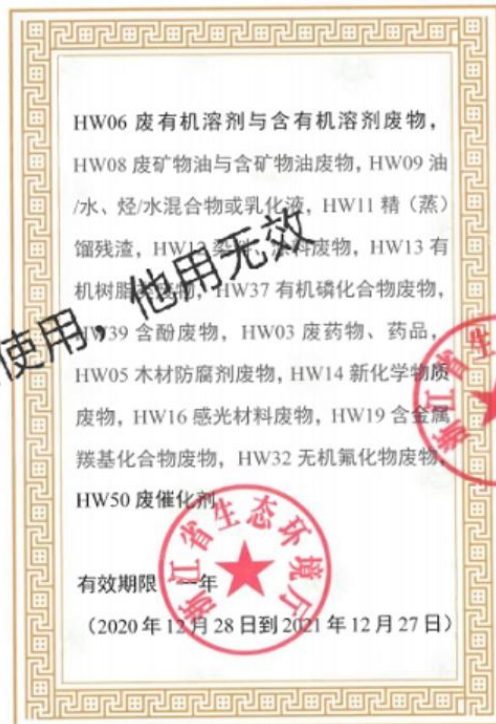 HW06 废有机溶剂与含有机溶剂废物，
HW08 废矿物油与含矿物油废物，HW09 油
/水、烃/水混合物或乳化液，HW11 精（蒸）
馏残渣，HW12 染料、涂料废物，HW13 有
机树脂类废物，HW37 有机磷化合物废物，
HW39 含酚废物，HW03 废药物、药品，
HW05 木材防腐剂废物，HW14 新化学物质
废物，HW16 感光材料废物，HW19 含金属
羰基化合物废物，HW32 无机氟化物废物，
HW50 废催化剂
使用，他用无效
浙江省生
浙江省生态环境厅
有效期限 一年
（2020 年 12 月 28 日到 2021 年 12 月 27 日）